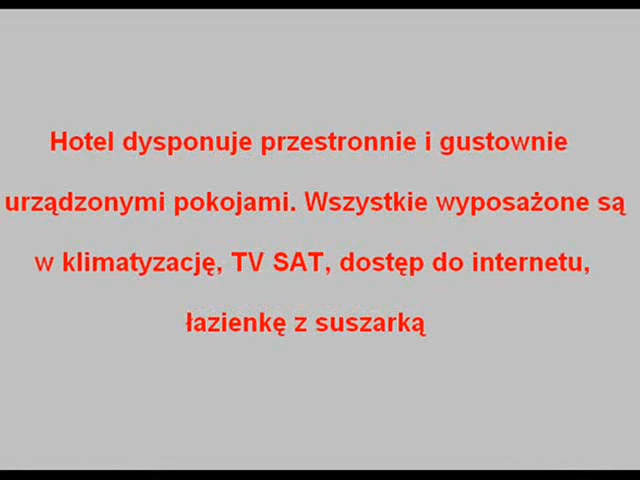 Hotel dysponuje przestronnie i gustownie
urządzonymi pokojami. Wszystkie wyposażone są
w klimatyzację, TV SAT, dostęp do internetu,
łazienkę z suszarką